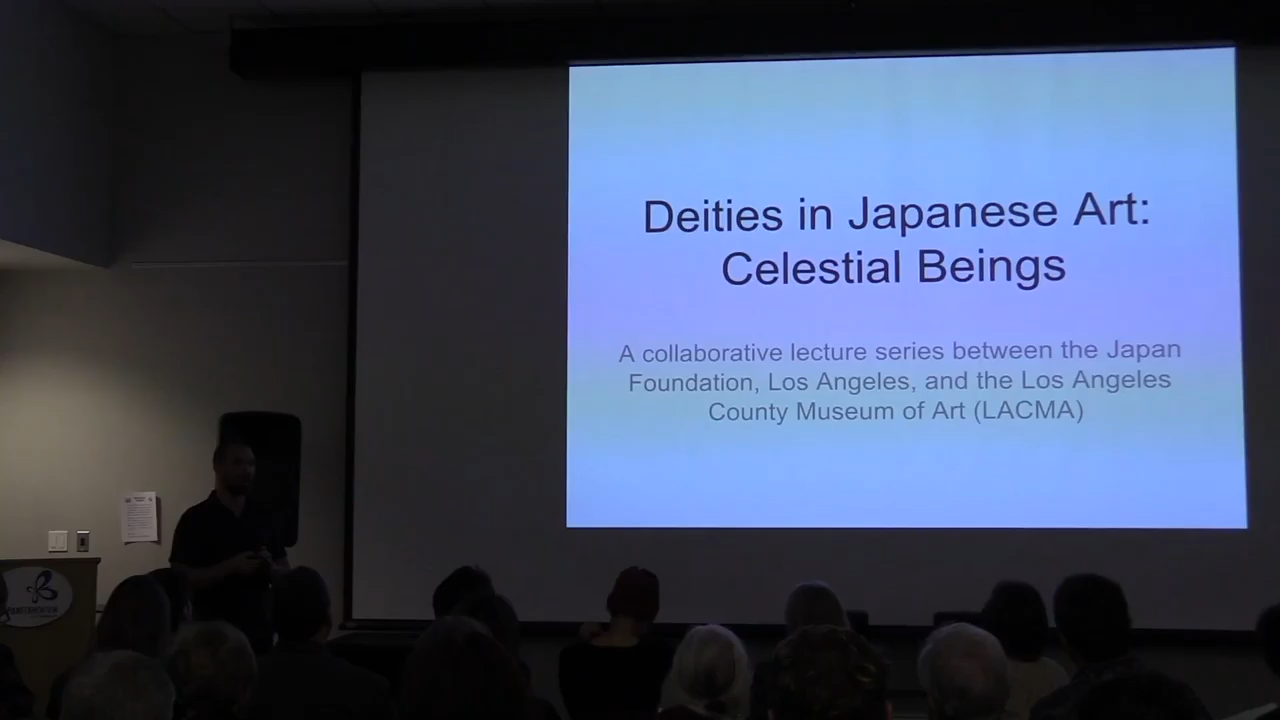 Deities in Japanese Art:
Celestial Beings
A collaborative lecture series between the Japan
Foundation, Los Angeles, and the Los Angeles
County Museum of Art (LACMA)